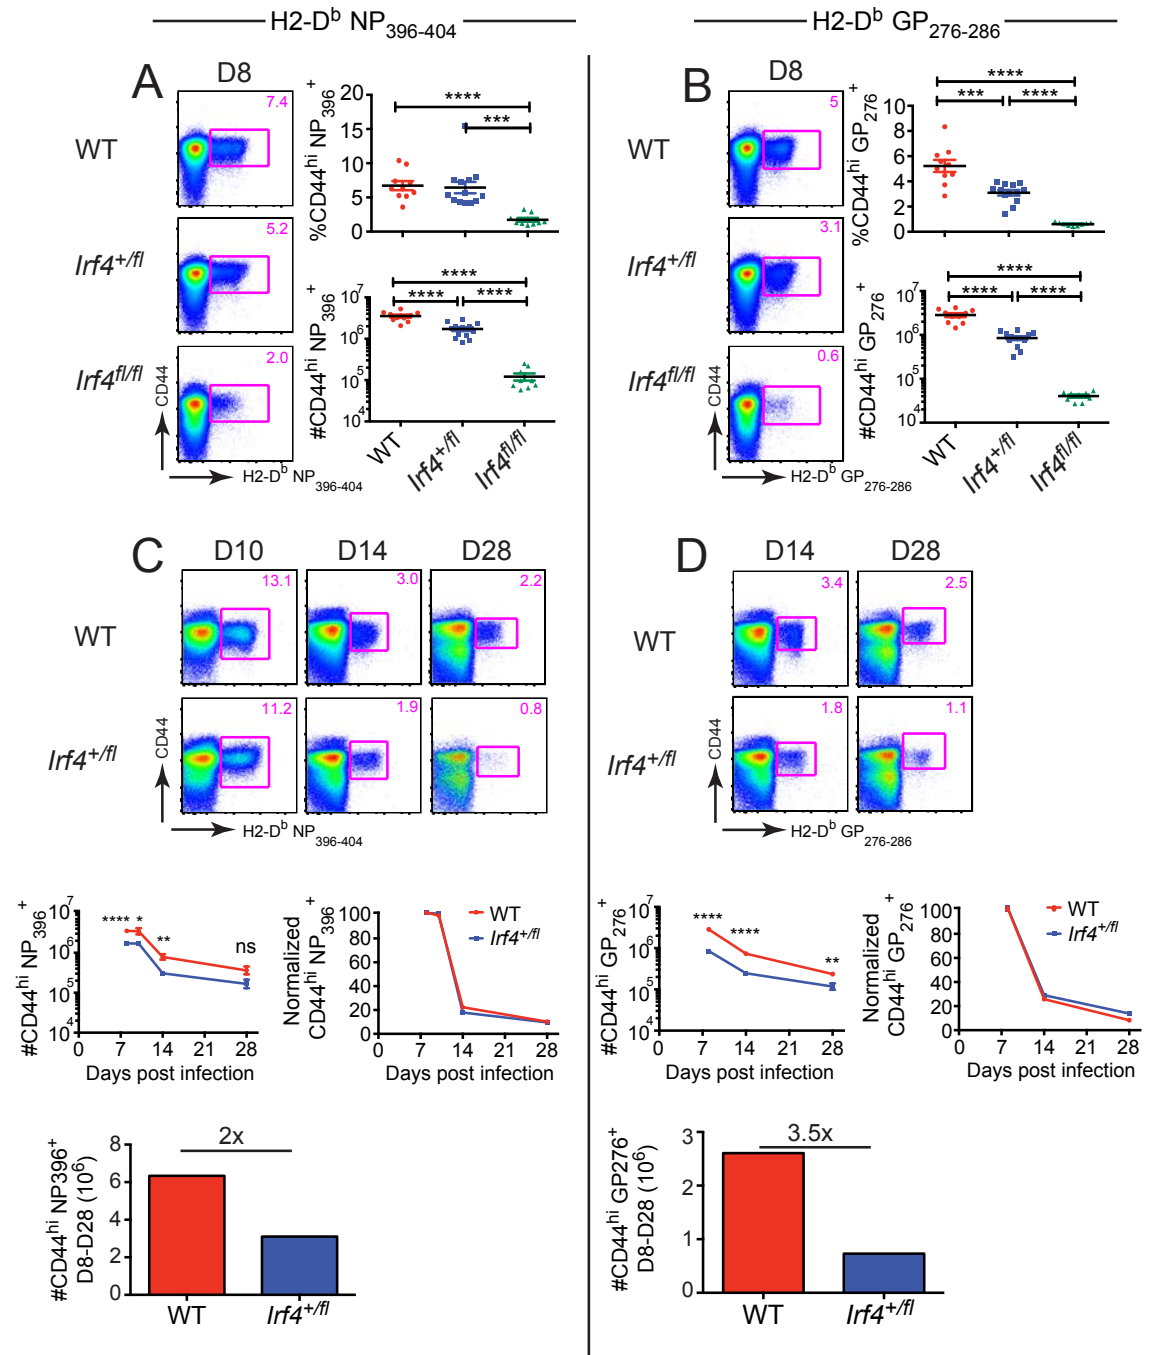 H2-Dᵇ NP₃₉₆₋₄₀₄
H2-Dᵇ GP₂₇₆₋₂₈₆
A
D8
WT
7.4
Irf4⁺/ᶠˡ
5.2
Irf4ᶠˡ/ᶠˡ
2.0
CD44
H2-Dᵇ NP₃₉₆₋₄₀₄
%CD44ʰⁱ NP₃₉₆⁺
20
15
10
5
0
****
***
#CD44ʰⁱ NP₃₉₆⁺
10⁷
10⁶
10⁵
10⁴
****
**** ****
WT
Irf4⁺/ᶠˡ
Irf4ᶠˡ/ᶠˡ
B
D8
WT
5
Irf4⁺/ᶠˡ
3.1
Irf4ᶠˡ/ᶠˡ
0.6
CD44
H2-Dᵇ GP₂₇₆₋₂₈₆
%CD44ʰⁱ GP₂₇₆⁺
10
8
6
4
2
0
****
*** ****
#CD44ʰⁱ GP₂₇₆⁺
10⁷
10⁶
10⁵
10⁴
****
**** ****
WT
Irf4⁺/ᶠˡ
Irf4ᶠˡ/ᶠˡ
C
D10 D14 D28
WT
13.1 3.0 2.2
Irf4⁺/ᶠˡ
11.2 1.9 0.8
CD44
H2-Dᵇ NP₃₉₆₋₄₀₄
#CD44ʰⁱ NP₃₉₆⁺
10⁷
10⁶
10⁵
10⁴
**** * ** ns
0 7 14 21 28
Days post infection
Normalized
CD44ʰⁱ NP₃₉₆⁺
100
80
60
40
20
0
WT
Irf4⁺/ᶠˡ
0 7 14 21 28
Days post infection
#CD44ʰⁱ NP396⁺
D8-D28 (10⁶)
8
6
4
2
0
2x
WT
Irf4⁺/ᶠˡ
D
D14 D28
WT
3.4 2.5
Irf4⁺/ᶠˡ
1.8 1.1
CD44
H2-Dᵇ GP₂₇₆₋₂₈₆
#CD44ʰⁱ GP₂₇₆⁺
10⁷
10⁶
10⁵
10⁴
**** **** **
0 7 14 21 28
Days post infection
Normalized
CD44ʰⁱ GP₂₇₆⁺
100
80
60
40
20
0
WT
Irf4⁺/ᶠˡ
0 7 14 21 28
Days post infection
#CD44ʰⁱ GP276+
D8-D28 (10⁶)
3
2
1
0
3.5x
WT
Irf4⁺/ᶠˡ